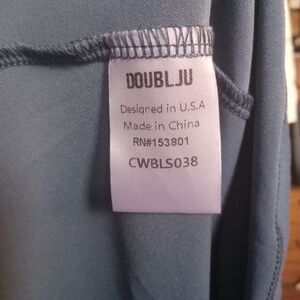 DOUBLJU
Designed in U.S.A
Made in China
RN#153801
CWBLS038